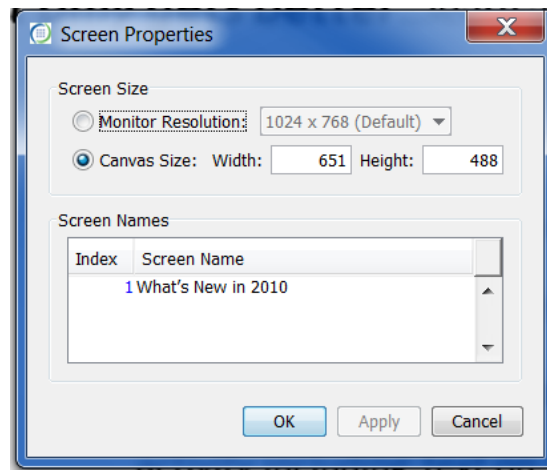 Screen Properties
Screen Size
Monitor Resolution: 1024 x 768 (Default)
Canvas Size: Width: 651 Height: 488
Screen Names
Index Screen Name
1 What's New in 2010
OK Apply Cancel